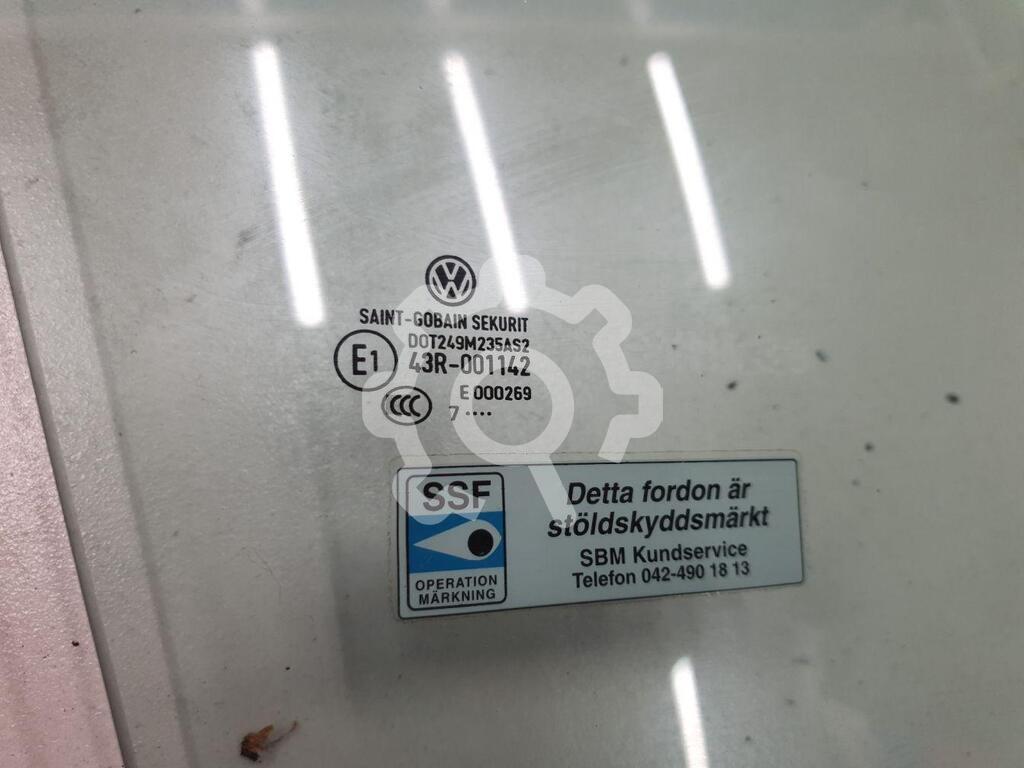 SAINT-GOBAIN SEKURIT
DOT249M235AS2
E1 43R-001142
E 000269
CCC 7 ····
SSF
OPERATION
MÄRKNING
Detta fordon är
stöldskyddsmärkt
SBM Kundservice
Telefon 042-490 18 13